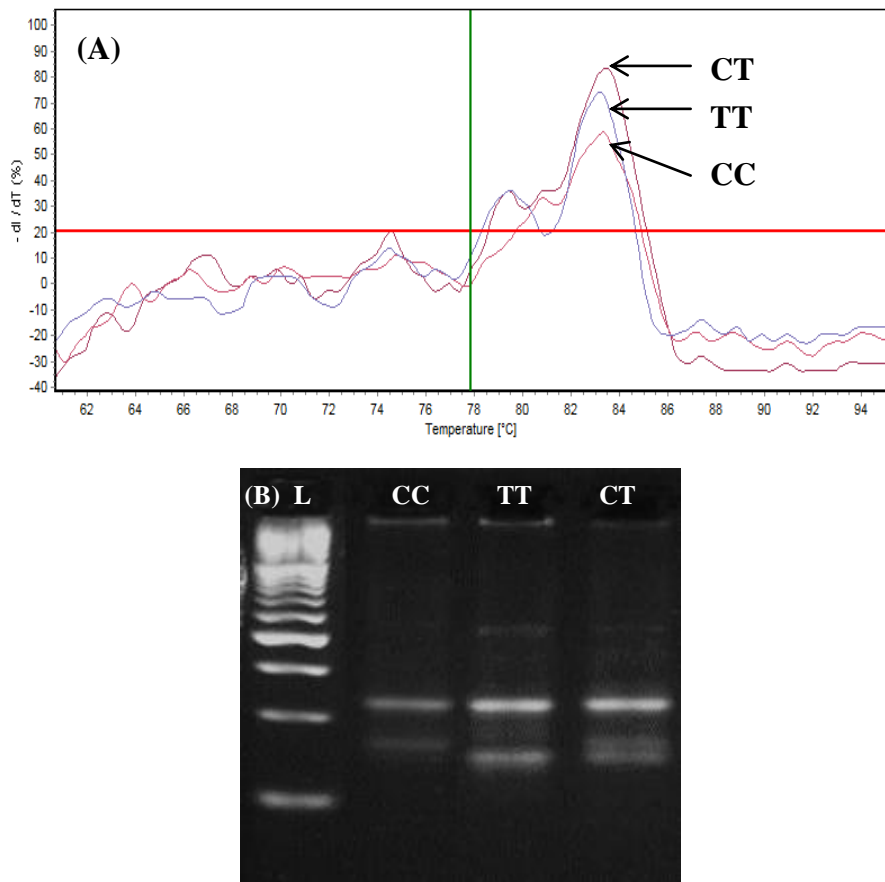 (A)
100
90
80
70
60
50
40
30
20
10
0
-10
-20
-30
-40
- dI / dT (%)
CT
TT
CC
62 64 66 68 70 72 74 76 78 80 82 84 86 88 90 92 94
Temperature [°C]
(B) L CC TT CT